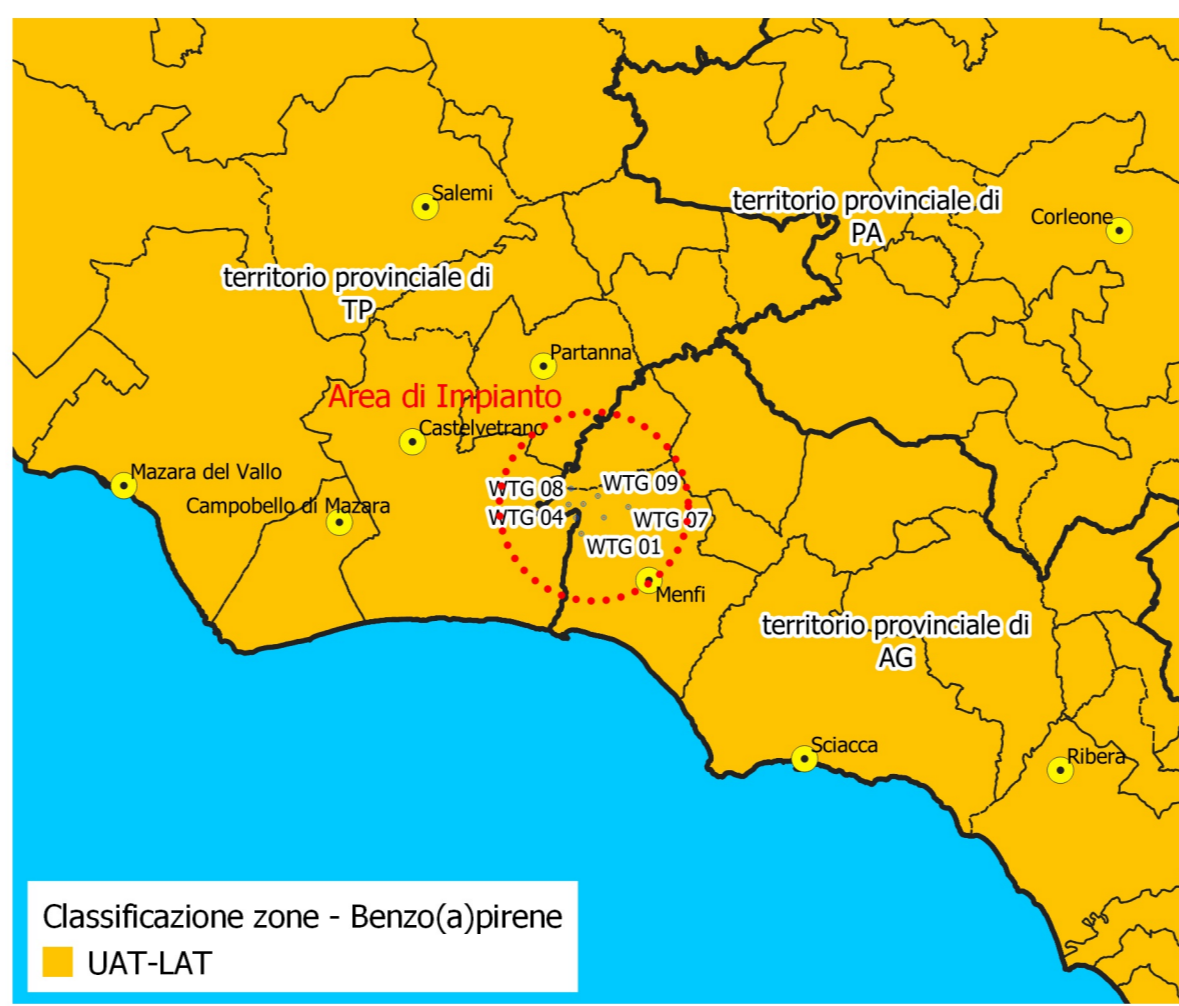 Salemi
territorio provinciale di
PA
Corleone
territorio provinciale di
TP
Partanna
Area di Impianto
Castelvetrano
Mazara del Vallo
Campobello di Mazara
WTG 08
WTG 09
WTG 04
WTG 07
WTG 01
Menfi
territorio provinciale di
AG
Sciacca
Ribera
Classificazione zone - Benzo(a)pirene
UAT-LAT